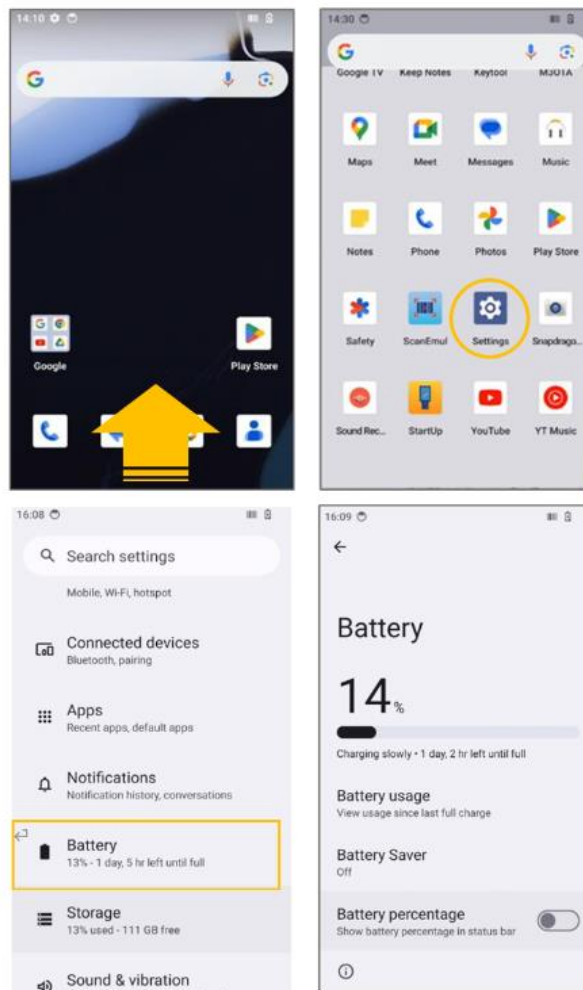 14:10
Google
Play Store
14:30
Google TV Keep Notes Keytool MJOTA
Maps Meet Messages Music
Notes Phone Photos Play Store
Safety ScanEmul Settings Snapdrago...
Sound Rec... StartUp YouTube YT Music
16:08
Search settings
Mobile, Wi-Fi, hotspot
Connected devices
Bluetooth, pairing
Apps
Recent apps, default apps
Notifications
Notification history, conversations
Battery
13% - 1 day, 5 hr left until full
Storage
13% used - 111 GB free
Sound & vibration
16:09
Battery
14%
Charging slowly • 1 day, 2 hr left until full
Battery usage
View usage since last full charge
Battery Saver
Off
Battery percentage
Show battery percentage in status bar